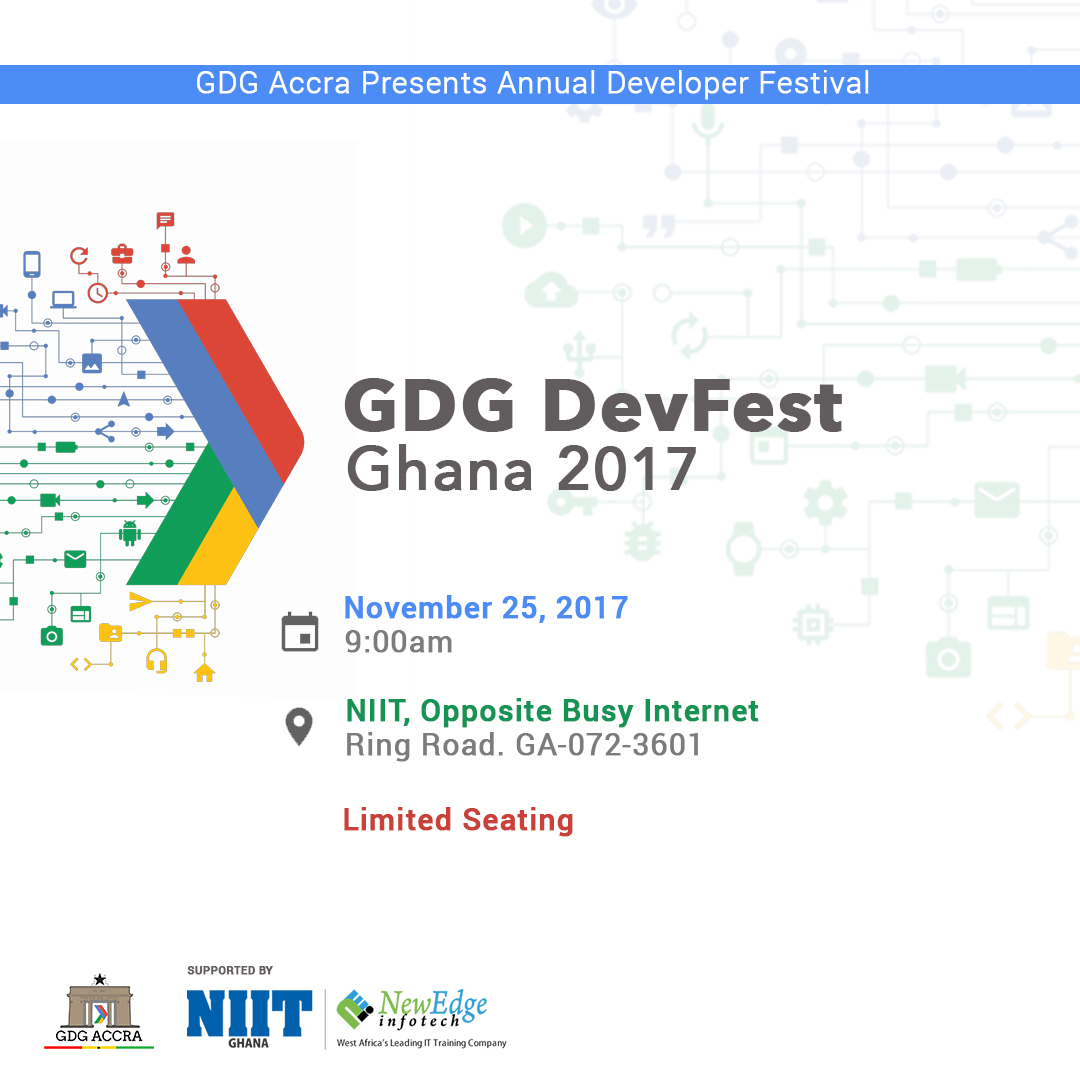 GDG Accra Presents Annual Developer Festival
GDG DevFest
Ghana 2017
November 25, 2017
9:00am
NIIT, Opposite Busy Internet
Ring Road. GA-072-3601
Limited Seating
SUPPORTED BY
GDG ACCRA
NIIT
GHANA
NewEdge
infotech
West Africa's Leading IT Training Company